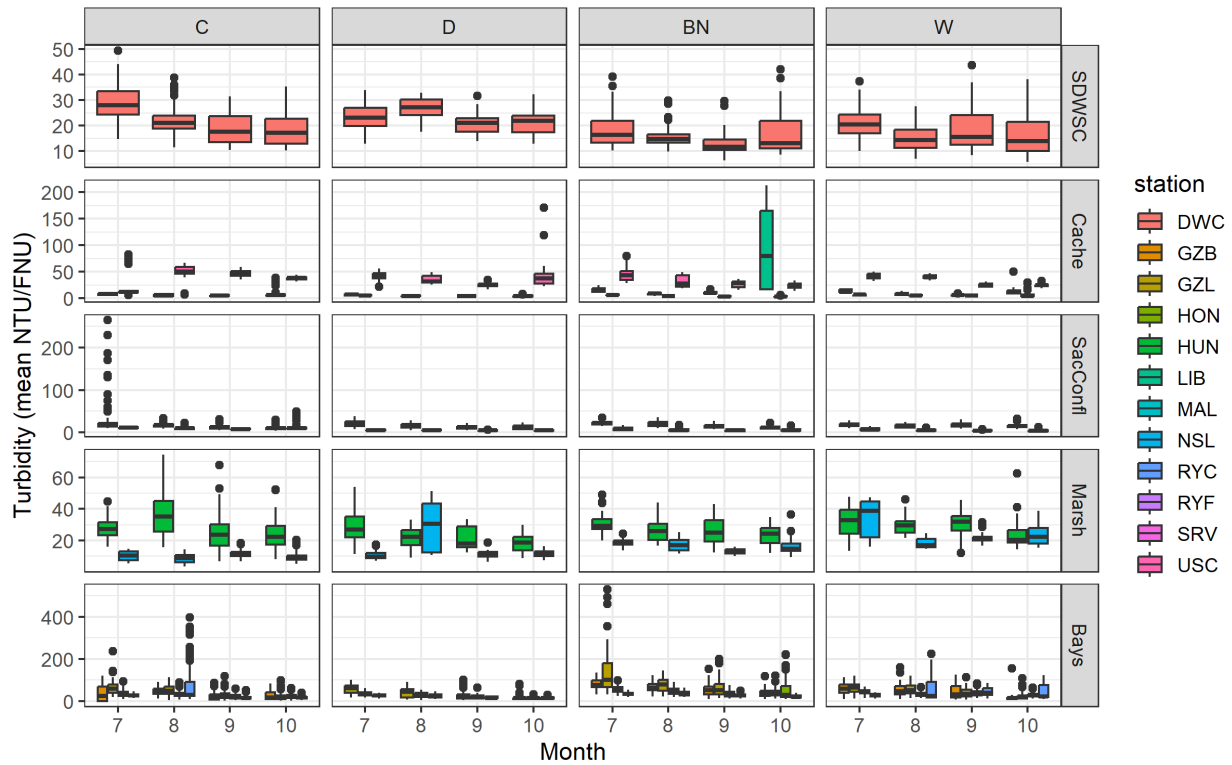 C D BN W
50
40
30
20
10
SDWSC
200
150
100
50
0
Cache
200
100
0
SacConfl
60
40
20
Marsh
400
200
0
Bays
7 8 9 10 7 8 9 10 7 8 9 10 7 8 9 10
Month
Turbidity (mean NTU/FNU)
station
DWC
GZB
GZL
HON
HUN
LIB
MAL
NSL
RYC
RYF
SRV
USC